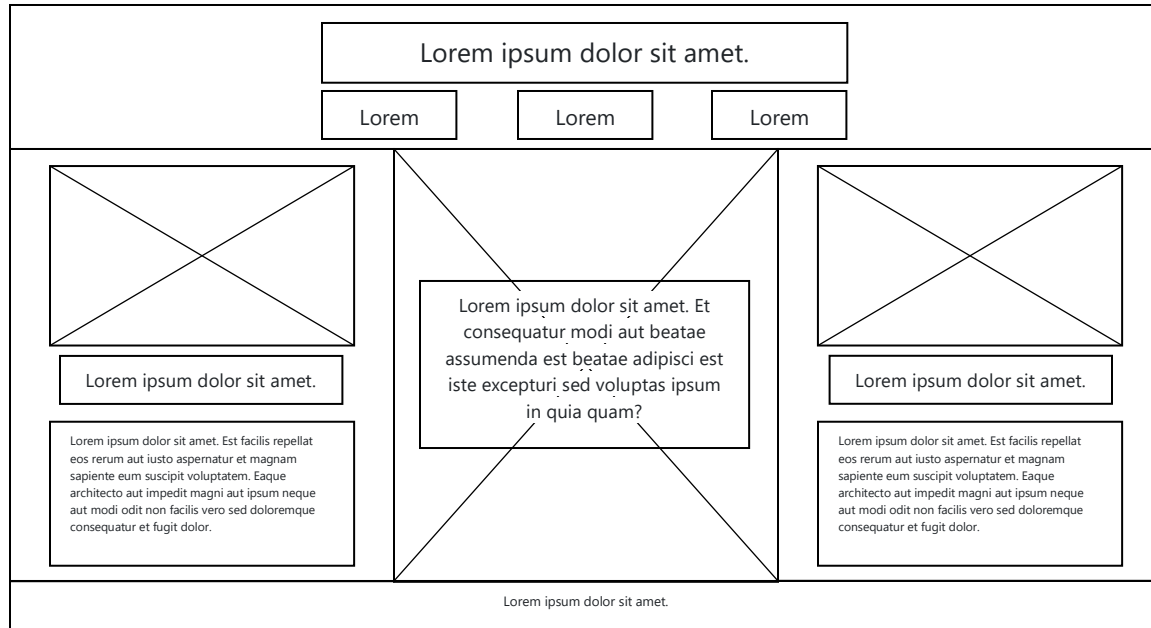 Lorem ipsum dolor sit amet.
Lorem
Lorem
Lorem
Lorem ipsum dolor sit amet.
Lorem ipsum dolor sit amet. Est facilis repellat
eos rerum aut iusto aspernatur et magnam
sapiente eum suscipit voluptatem. Eaque
architecto aut impedit magni aut ipsum neque
aut modi odit non facilis vero sed doloremque
consequatur et fugit dolor.
Lorem ipsum dolor sit amet. Et
consequatur modi aut beatae
assumenda est beatae adipisci est
iste excepturi sed voluptas ipsum
in quia quam?
Lorem ipsum dolor sit amet.
Lorem ipsum dolor sit amet. Est facilis repellat
eos rerum aut iusto aspernatur et magnam
sapiente eum suscipit voluptatem. Eaque
architecto aut impedit magni aut ipsum neque
aut modi odit non facilis vero sed doloremque
consequatur et fugit dolor.
Lorem ipsum dolor sit amet.